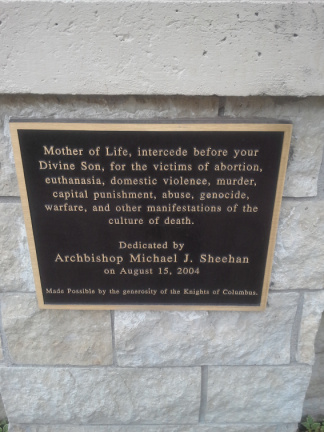 Mother of Life, intercede before your
Divine Son, for the victims of abortion,
euthanasia, domestic violence, murder,
capital punishment, abuse, genocide,
warfare, and other manifestations of the
culture of death.
Dedicated by
Archbishop Michael J. Sheehan
on August 15, 2004
Made Possible by the generosity of the Knights of Columbus.